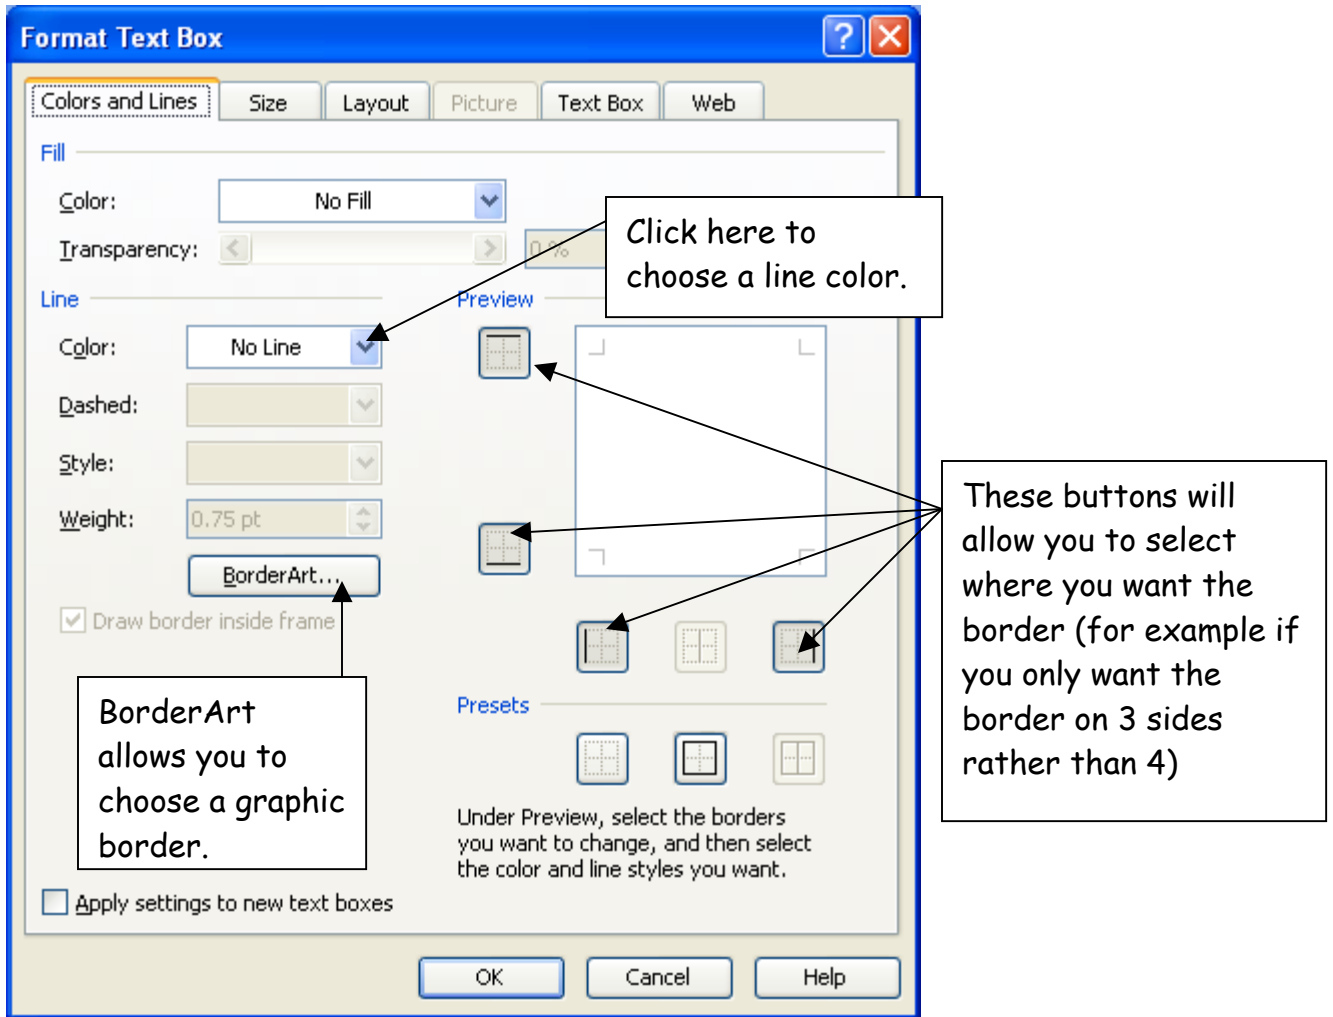 Format Text Box
Colors and Lines Size Layout Picture Text Box Web
Fill
Color: No Fill
Transparency: 0 %
Click here to
choose a line color.
Line
Color: No Line
Dashed:
Style:
Weight: 0.75 pt
BorderArt...
Draw border inside frame
BorderArt
allows you to
choose a graphic
border.
Preview
These buttons will
allow you to select
where you want the
border (for example if
you only want the
border on 3 sides
rather than 4)
Presets
Under Preview, select the borders
you want to change, and then select
the color and line styles you want.
Apply settings to new text boxes
OK Cancel Help